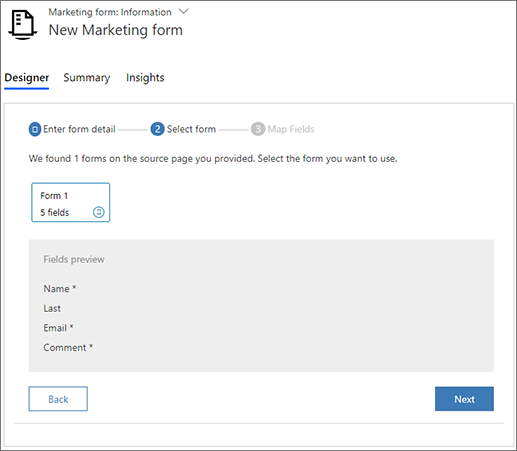 Marketing form: Information
New Marketing form
Designer Summary Insights
Enter form detail 2 Select form 3 Map Fields
We found 1 forms on the source page you provided. Select the form you want to use.
Form 1
5 fields
Fields preview
Name *
Last
Email *
Comment *
Back Next